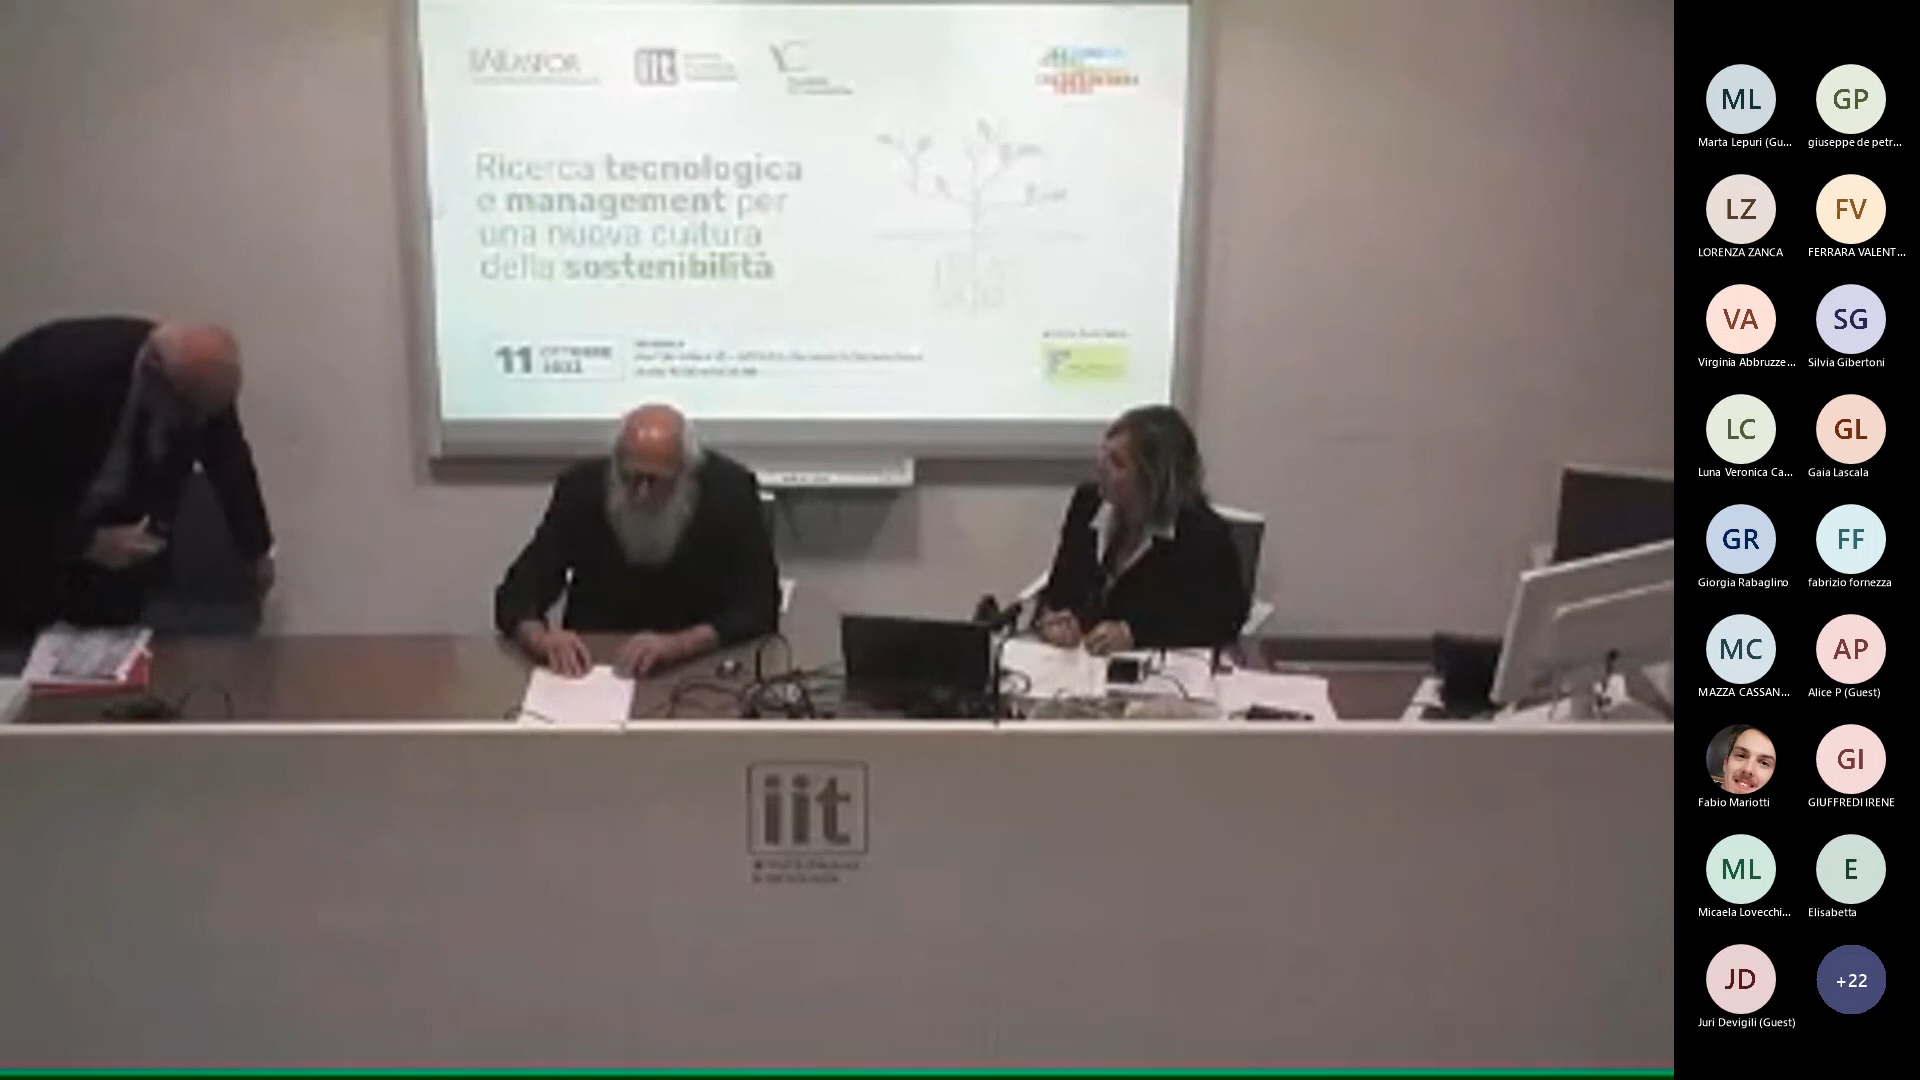 iit
Ricerca tecnologica
e management per
una nuova cultura
della sostenibilità
11
iit
ML
GP
Marta Lepuri (Gu...
giuseppe de petr...
LZ
FV
LORENZA ZANCA
FERRARA VALENT...
VA
SG
Virginia Abbruzze...
Silvia Gibertoni
LC
GL
Luna Veronica Ca...
Gaia Lascala
GR
FF
Giorgia Rabaglino
fabrizio fornezza
MC
AP
MAZZA CASSAN...
Alice P (Guest)
GI
Fabio Mariotti
GIUFFREDI IRENE
ML
E
Micaela Lovecchi...
Elisabetta
JD
+22
Juri Devigili (Guest)